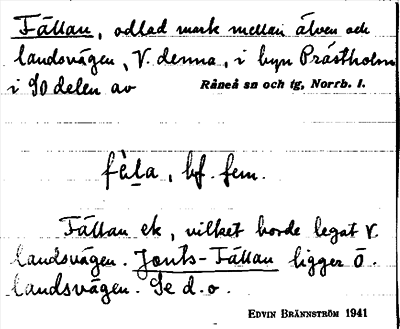 Fällan, odlad mark mellan älven och
landsvägen, V. denna, i byn Prästholm
i SO delen av Råneå sn och tg, Norrb. l.
fèla, bf. fem.
Fällan ek, vilket borde legat V.
landsvägen. Jonts-Fällan ligger Ö.
landsvägen. Se d.o.
EDVIN BRÄNNSTRÖM 1941